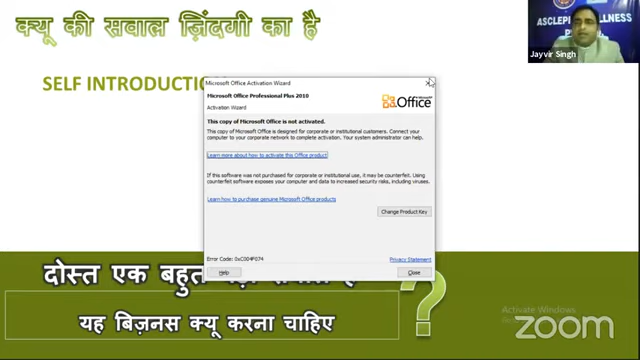 क्यू की सवाल ज़िंदगी का है
ASCLEPI
LLNESS
Jayvir Singh
SELF INTRODUCTIO
Microsoft Office Activation Wizard
Microsoft Office Professional Plus 2010
Activation Wizard
Microsoft
Office
This copy of Microsoft Office is not activated.
This copy of Microsoft Office is designed for corporate or institutional customers. Connect your
computer to your corporate network to complete activation. Your system administrator can help.
Learn more about how to activate this Office product
If this software was not purchased for corporate or institutional use, it may be counterfeit. Using
counterfeit software exposes your computer and data to increased security risks, including viruses.
Learn how to purchase genuine Microsoft Office products
Change Product Key
Error Code: 0xC004F074
Privacy Statement
Help
Close
दोस्त एक बहुत
यह बिज़नस क्यू करना चाहिए
?
Activate Windows
zoom